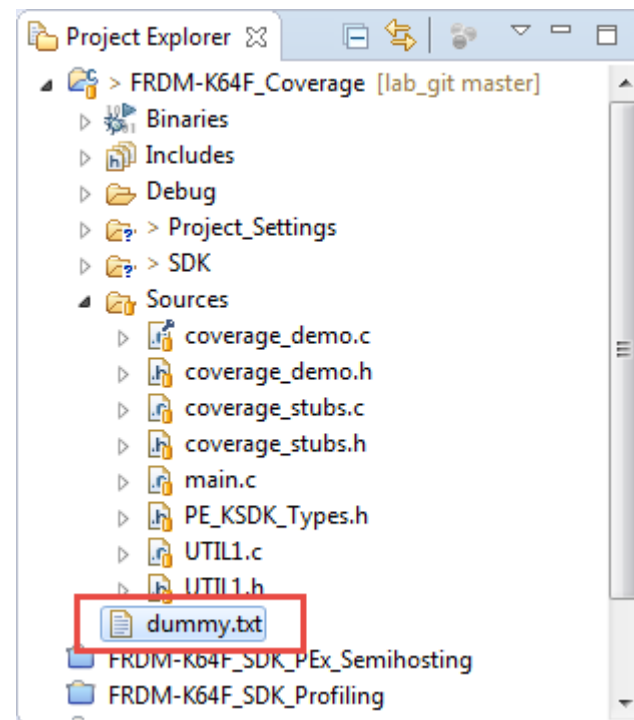 Project Explorer
> FRDM-K64F_Coverage [lab_git master]
Binaries
Includes
Debug
> Project_Settings
> SDK
Sources
coverage_demo.c
coverage_demo.h
coverage_stubs.c
coverage_stubs.h
main.c
PE_KSDK_Types.h
UTIL1.c
UTIL1.h
dummy.txt
FRDM-K64F_SDK_PEx_Semihosting
FRDM-K64F_SDK_Profiling